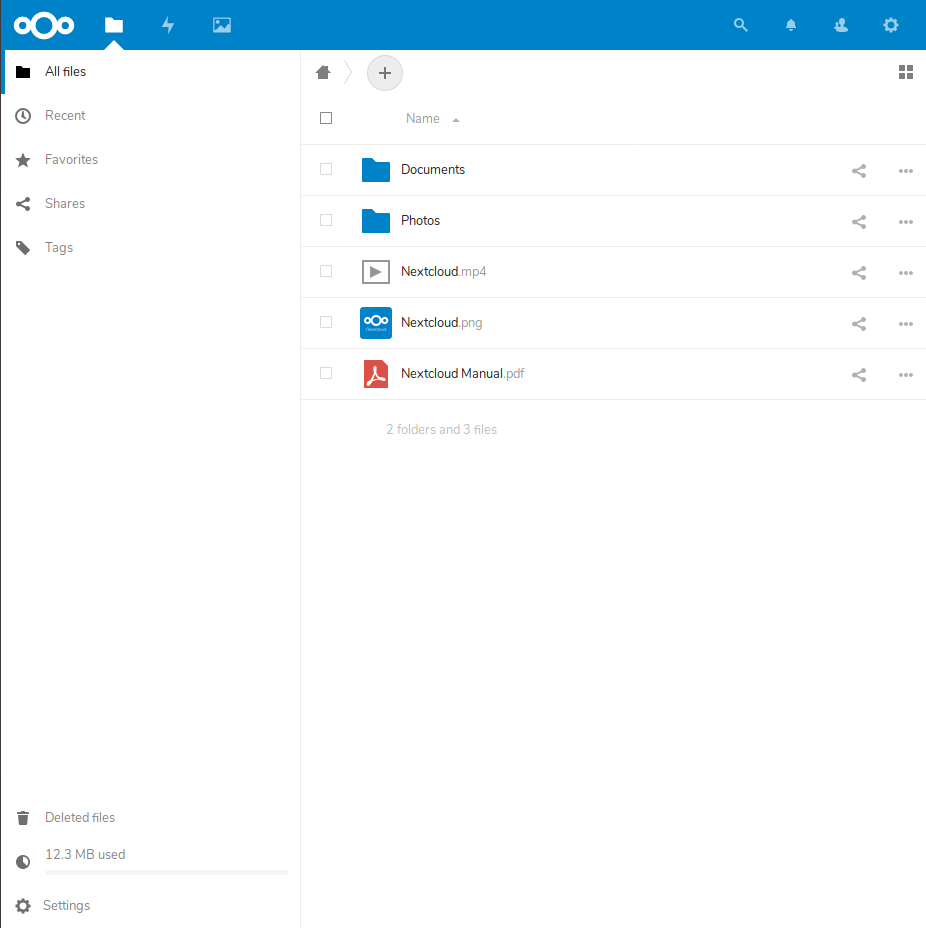 All files
Recent
Favorites
Shares
Tags
Deleted files
12.3 MB used
Settings
Name
Documents
Photos
Nextcloud.mp4
Nextcloud.png
Nextcloud Manual.pdf
2 folders and 3 files